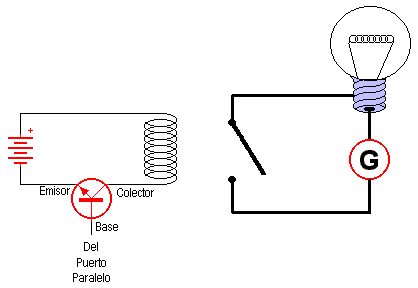 +
G
Emisor
Colector
Base
Del
Puerto
Paralelo